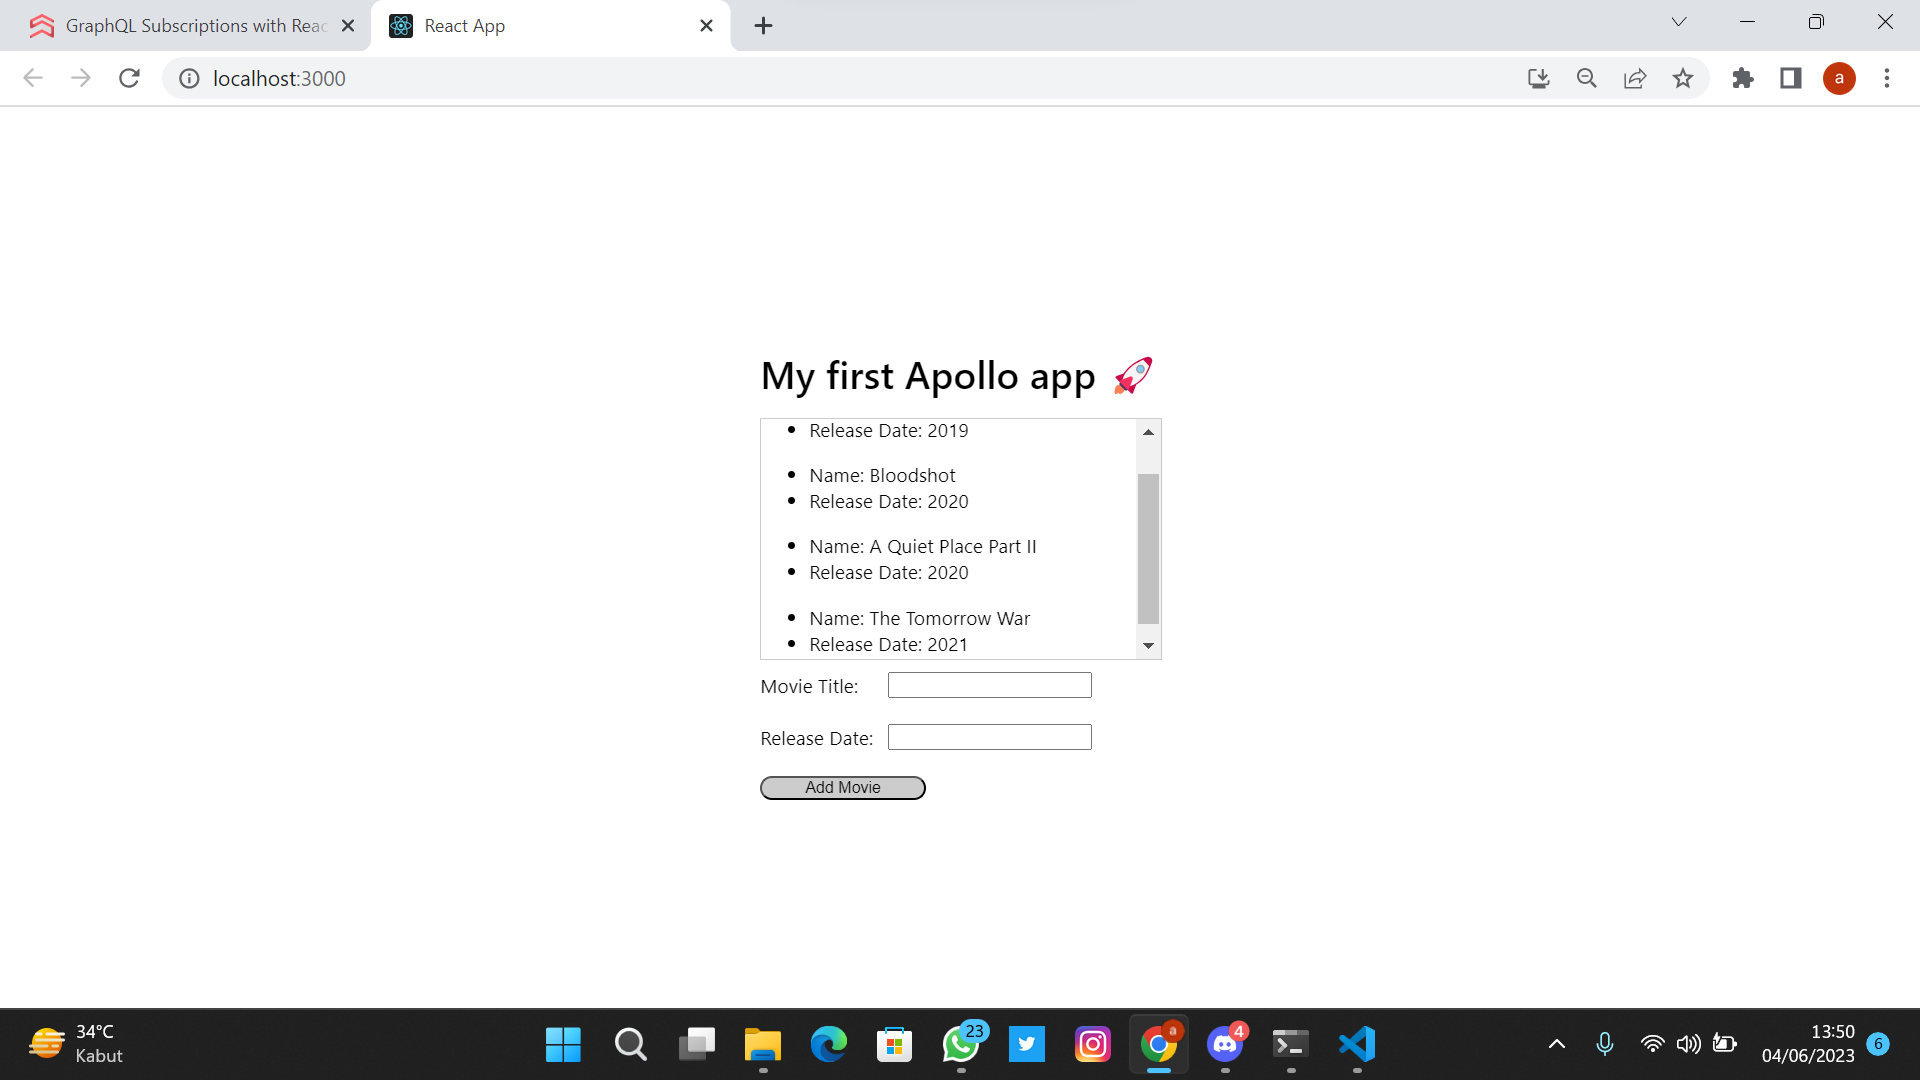 GraphQL Subscriptions with Reac
React App
localhost:3000
a
My first Apollo app 🚀
Release Date: 2019
Name: Bloodshot
Release Date: 2020
Name: A Quiet Place Part II
Release Date: 2020
Name: The Tomorrow War
Release Date: 2021
Movie Title:
Release Date:
Add Movie
34°C
Kabut
23
a
4
13:50
04/06/2023
6